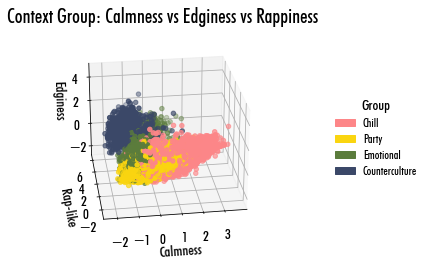 Context Group: Calmness vs Edginess vs Rappiness
Edginess
4
2
0
−2
Rap-like
6
4
2
0
−2
−2
−1
0
1
2
3
Calmness
Group
Chill
Party
Emotional
Counterculture